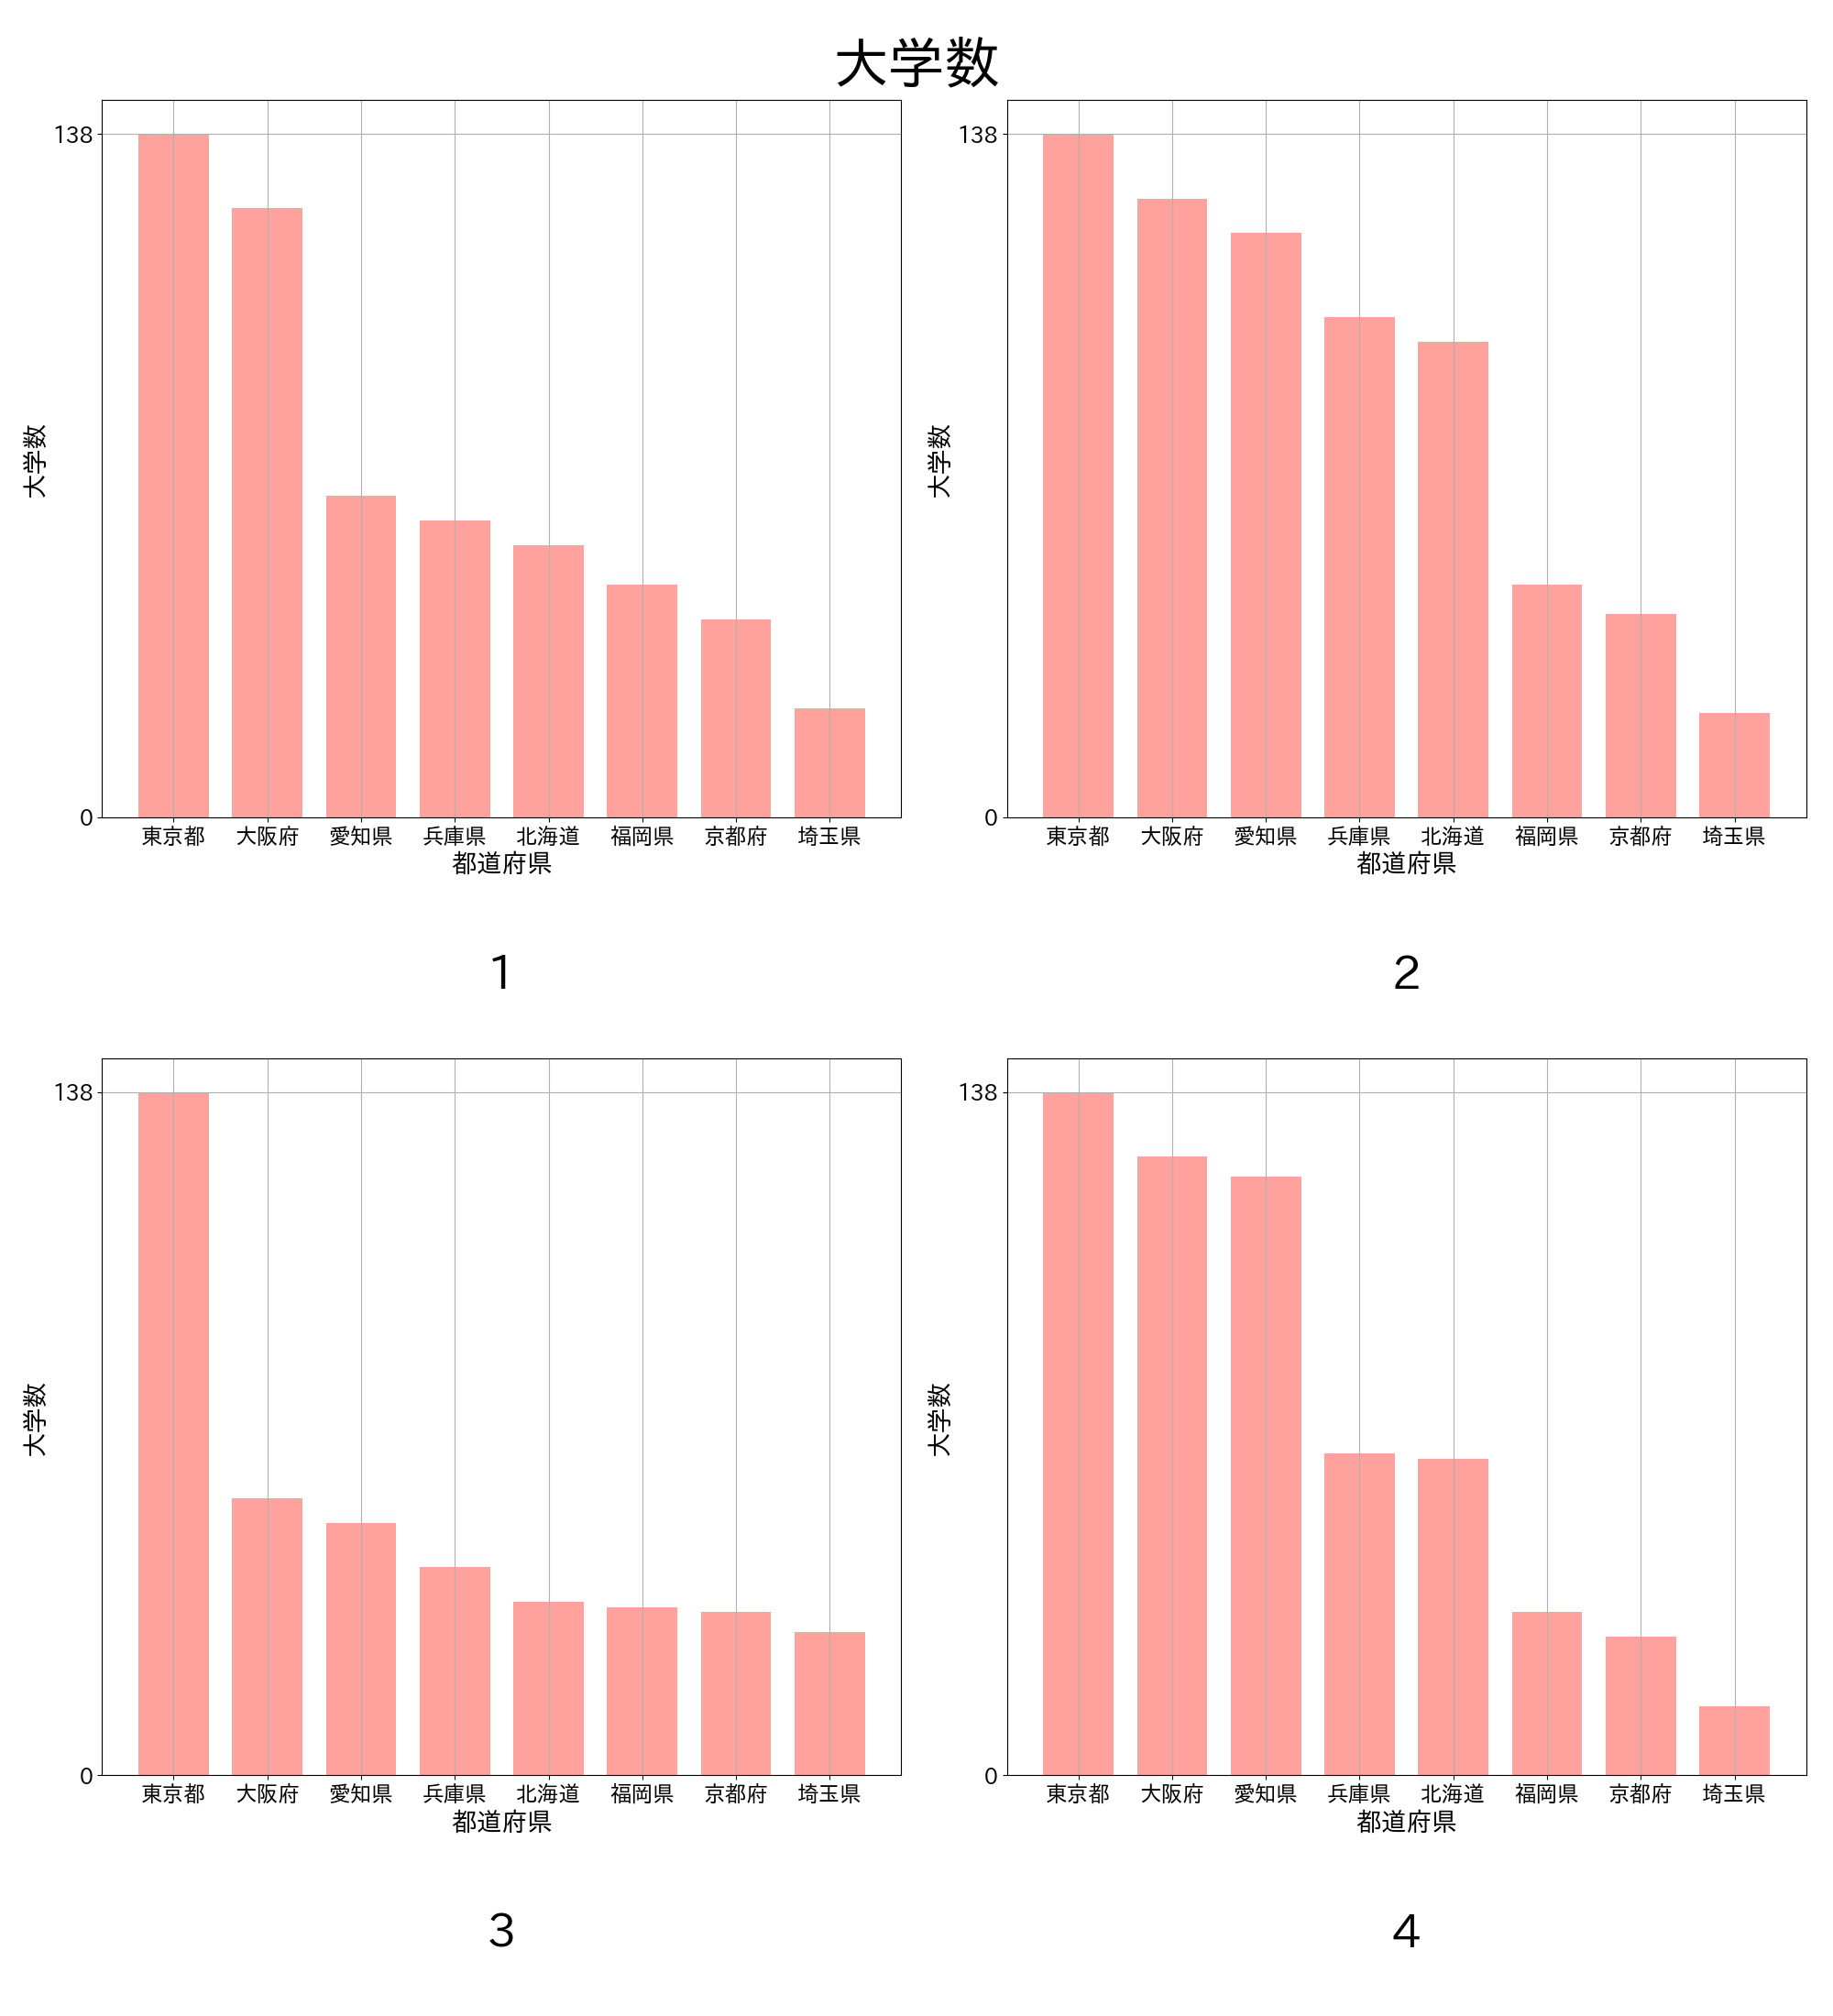 大学数
138
0
大学数
東京都 大阪府 愛知県 兵庫県 北海道 福岡県 京都府 埼玉県
都道府県
1
138
0
大学数
東京都 大阪府 愛知県 兵庫県 北海道 福岡県 京都府 埼玉県
都道府県
2
138
0
大学数
東京都 大阪府 愛知県 兵庫県 北海道 福岡県 京都府 埼玉県
都道府県
3
138
0
大学数
東京都 大阪府 愛知県 兵庫県 北海道 福岡県 京都府 埼玉県
都道府県
4